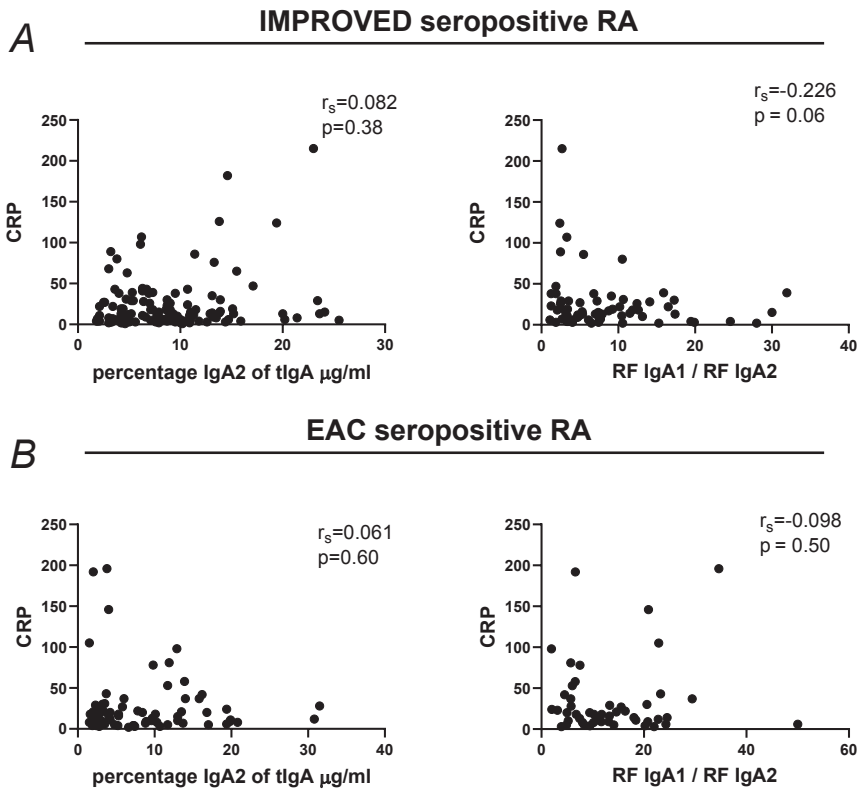 A
IMPROVED seropositive RA
rs=0.082
p=0.38
250
200
150
100
50
0
CRP
0 10 20 30
percentage IgA2 of tIgA µg/ml
rs=-0.226
p = 0.06
250
200
150
100
50
0
CRP
0 10 20 30 40
RF IgA1 / RF IgA2
B
EAC seropositive RA
rs=0.061
p=0.60
250
200
150
100
50
0
CRP
0 10 20 30 40
percentage IgA2 of tIgA µg/ml
rs=-0.098
p = 0.50
250
200
150
100
50
0
CRP
0 20 40 60
RF IgA1 / RF IgA2